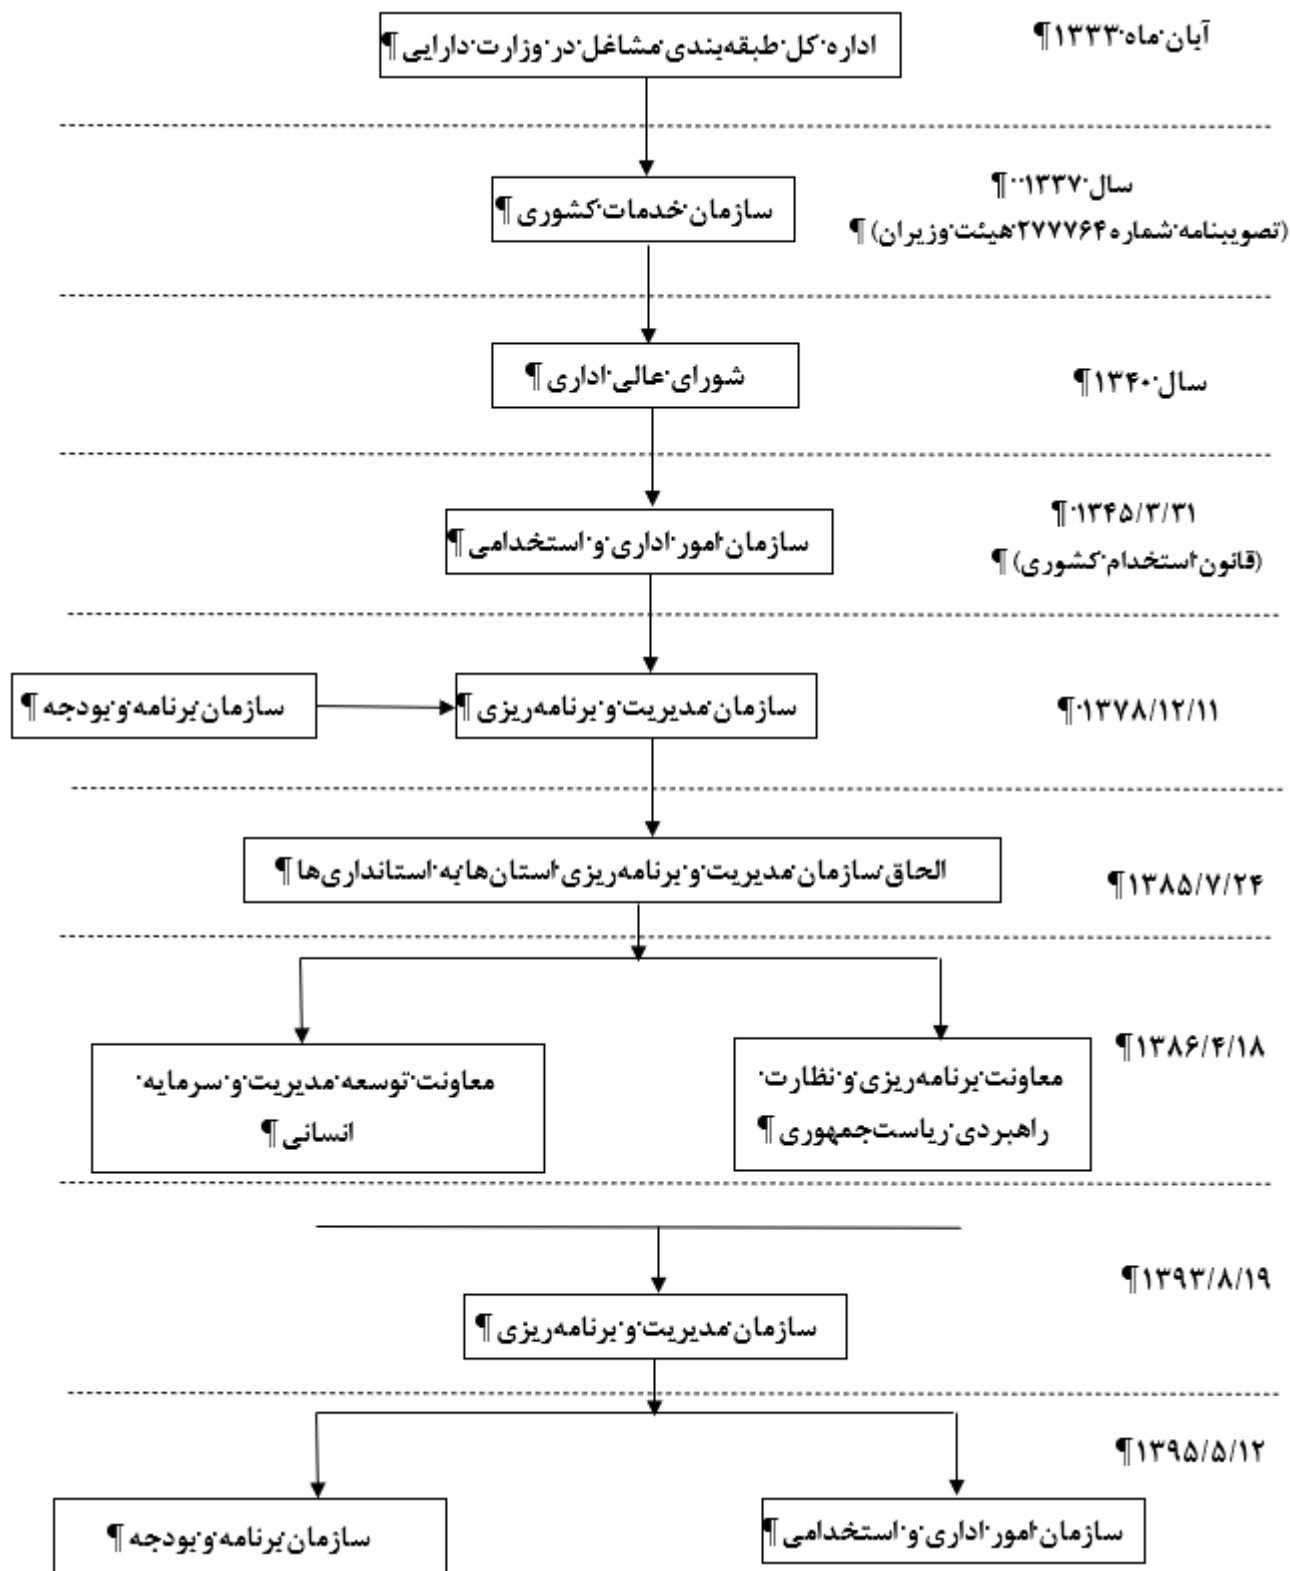 آبان ماه ۱۳۳۳¶
اداره کل طبقه‌بندی مشاغل در وزارت دارایی¶
سال ۱۳۳۷ ¶
(تصویبنامه شماره ۲۷۷۷۶۴ هیئت وزیران)¶
سازمان خدمات کشوری¶
سال ۱۳۴۰¶
شورای عالی اداری¶
۱۳۴۵/۳/۳۱ ¶
(قانون استخدام کشوری)¶
سازمان امور اداری و استخدامی¶
۱۳۷۸/۱۲/۱۱ ¶
سازمان مدیریت و برنامه‌ریزی¶
سازمان برنامه و بودجه¶
۱۳۸۵/۷/۲۴¶
الحاق سازمان مدیریت و برنامه‌ریزی استان‌ها به استانداری‌ها¶
۱۳۸۶/۴/۱۸¶
معاونت برنامه‌ریزی و نظارت
راهبردی ریاست‌جمهوری¶
معاونت توسعه مدیریت و سرمایه
انسانی¶
۱۳۹۳/۸/۱۹¶
سازمان مدیریت و برنامه‌ریزی¶
۱۳۹۵/۵/۱۲¶
سازمان امور اداری و استخدامی¶
سازمان برنامه و بودجه¶